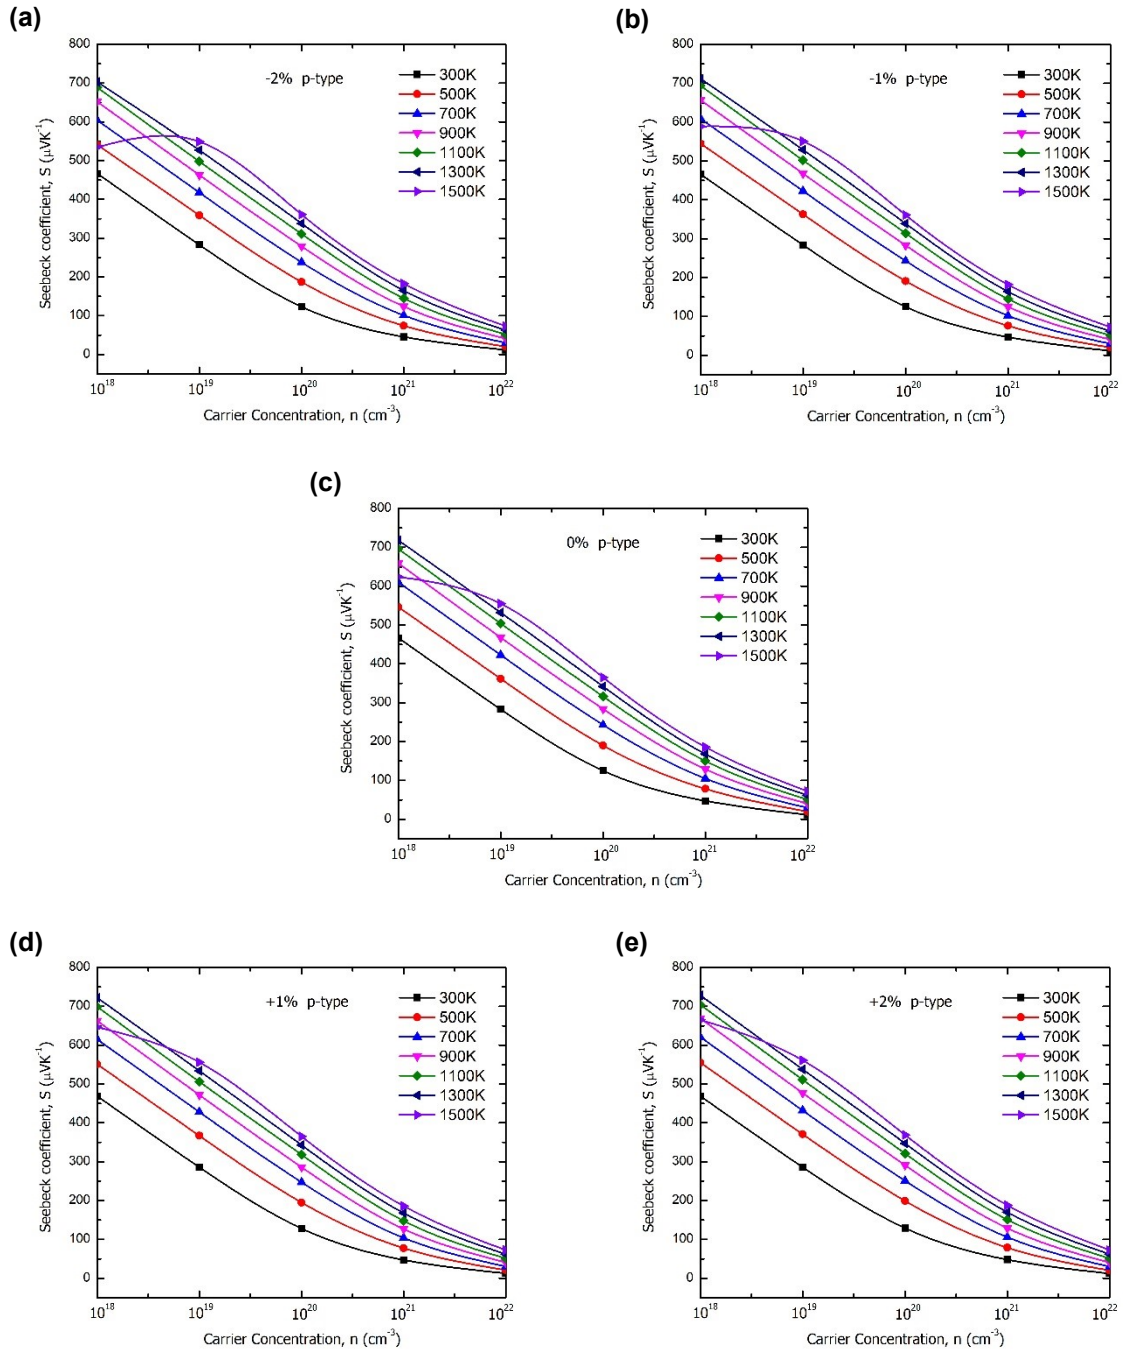 (a)
-2% p-type
Seebeck coefficient, S (μVK⁻¹)
800
700
600
500
400
300
200
100
0
300K
500K
700K
900K
1100K
1300K
1500K
10¹⁸
10¹⁹
10²⁰
10²¹
10²²
Carrier Concentration, n (cm⁻³)
(b)
-1% p-type
Seebeck coefficient, S (μVK⁻¹)
800
700
600
500
400
300
200
100
0
300K
500K
700K
900K
1100K
1300K
1500K
10¹⁸
10¹⁹
10²⁰
10²¹
10²²
Carrier Concentration, n (cm⁻³)
(c)
0% p-type
Seebeck coefficient, S (μVK⁻¹)
800
700
600
500
400
300
200
100
0
300K
500K
700K
900K
1100K
1300K
1500K
10¹⁸
10¹⁹
10²⁰
10²¹
10²²
Carrier Concentration, n (cm⁻³)
(d)
+1% p-type
Seebeck coefficient, S (μVK⁻¹)
800
700
600
500
400
300
200
100
0
300K
500K
700K
900K
1100K
1300K
1500K
10¹⁸
10¹⁹
10²⁰
10²¹
10²²
Carrier Concentration, n (cm⁻³)
(e)
+2% p-type
Seebeck coefficient, S (μVK⁻¹)
800
700
600
500
400
300
200
100
0
300K
500K
700K
900K
1100K
1300K
1500K
10¹⁸
10¹⁹
10²⁰
10²¹
10²²
Carrier Concentration, n (cm⁻³)